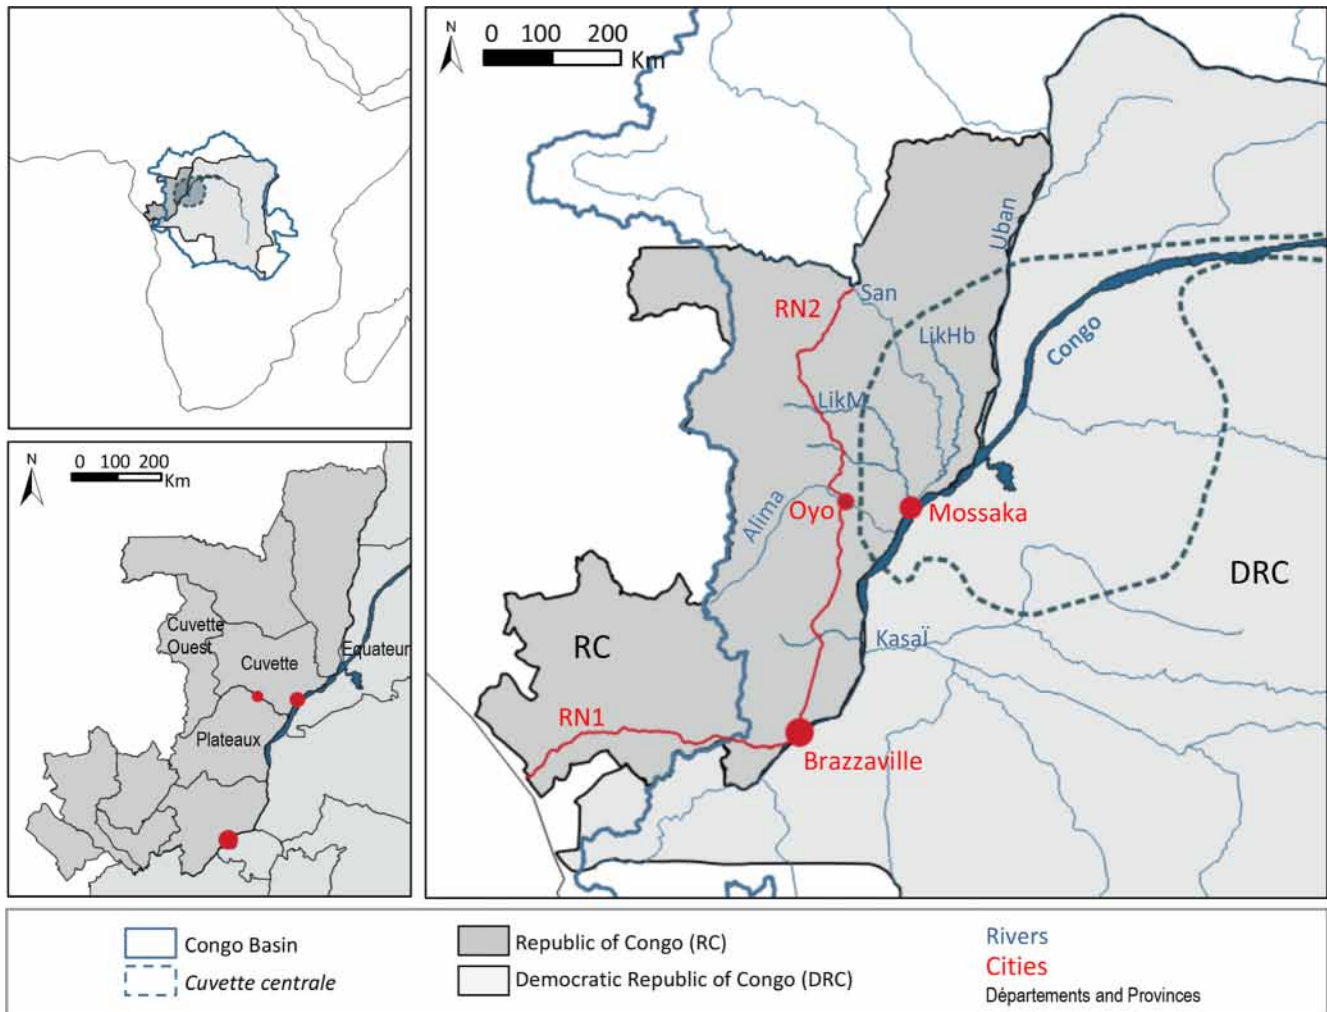 N
0 100 200
Km
RN2
San
Uban
LikHb
Congo
LikM
Alima
Oyo
Mossaka
DRC
RC
Kasaï
RN1
Brazzaville
N
0 100 200
Km
Cuvette
Ouest
Cuvette
Equateur
Plateaux
Congo Basin
Cuvette centrale
Republic of Congo (RC)
Democratic Republic of Congo (DRC)
Rivers
Cities
Départements and Provinces